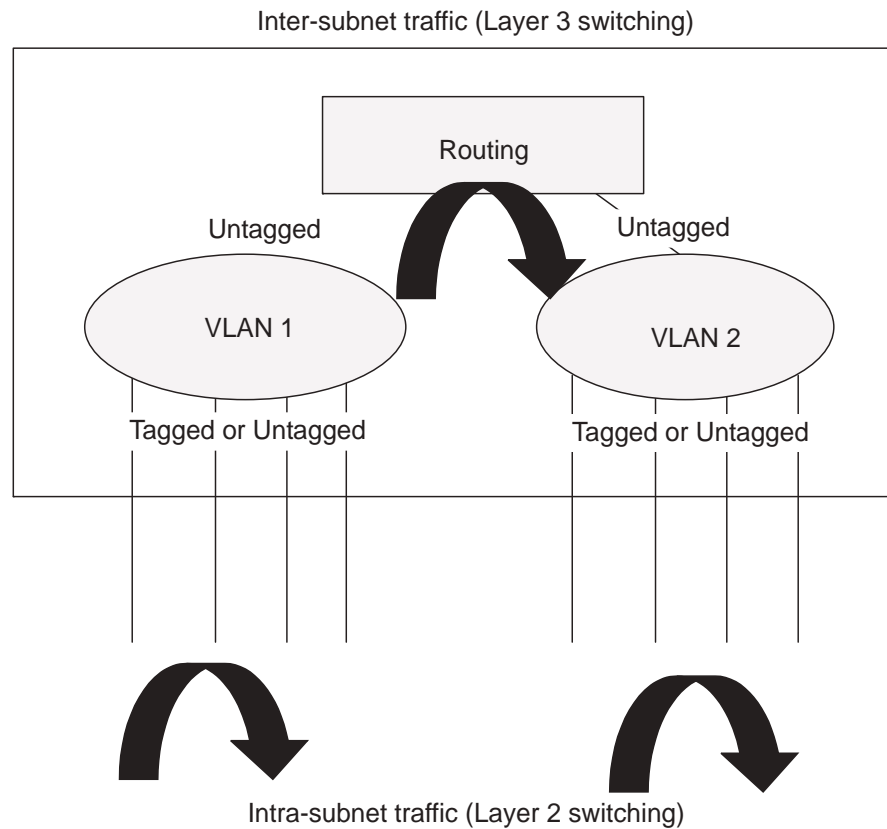 Inter-subnet traffic (Layer 3 switching)
Routing
Untagged
Untagged
VLAN 1
VLAN 2
Tagged or Untagged
Tagged or Untagged
Intra-subnet traffic (Layer 2 switching)